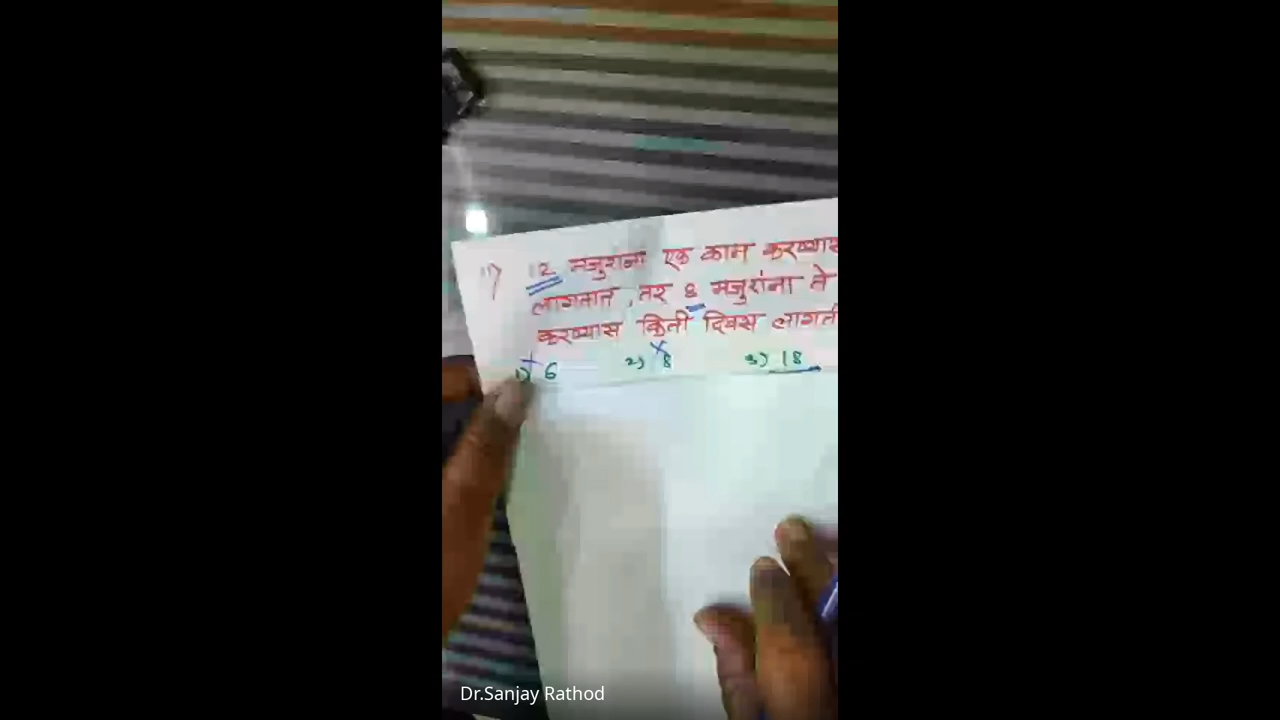 1) 12 मजुरांना एक काम करण्यास
लागतात, तर 8 मजुरांना ते
करण्यास किती दिवस लागती
1) 6 2) 8 3) 18
Dr.Sanjay Rathod